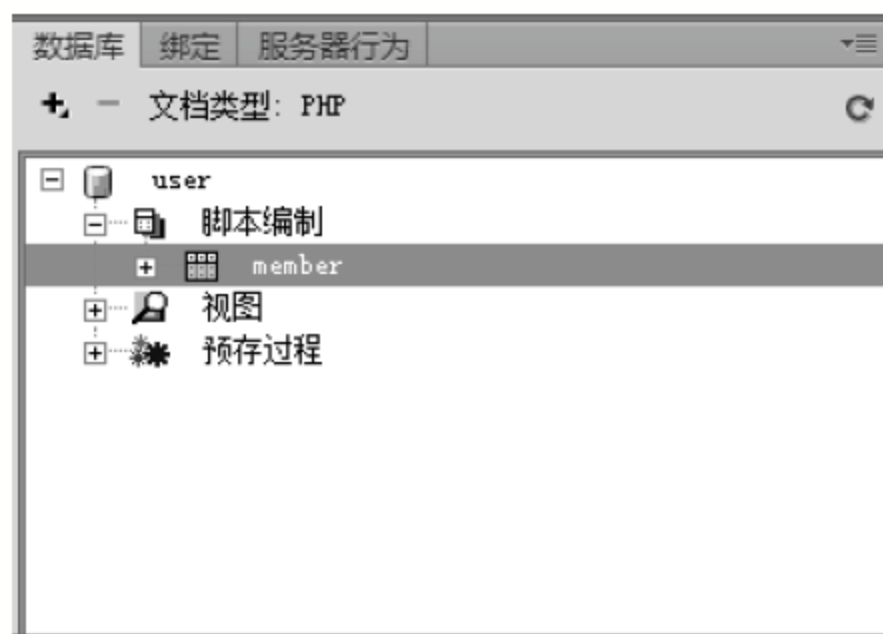 数据库 绑定 服务器行为
文档类型: PHP
user
脚本编制
member
视图
预存过程